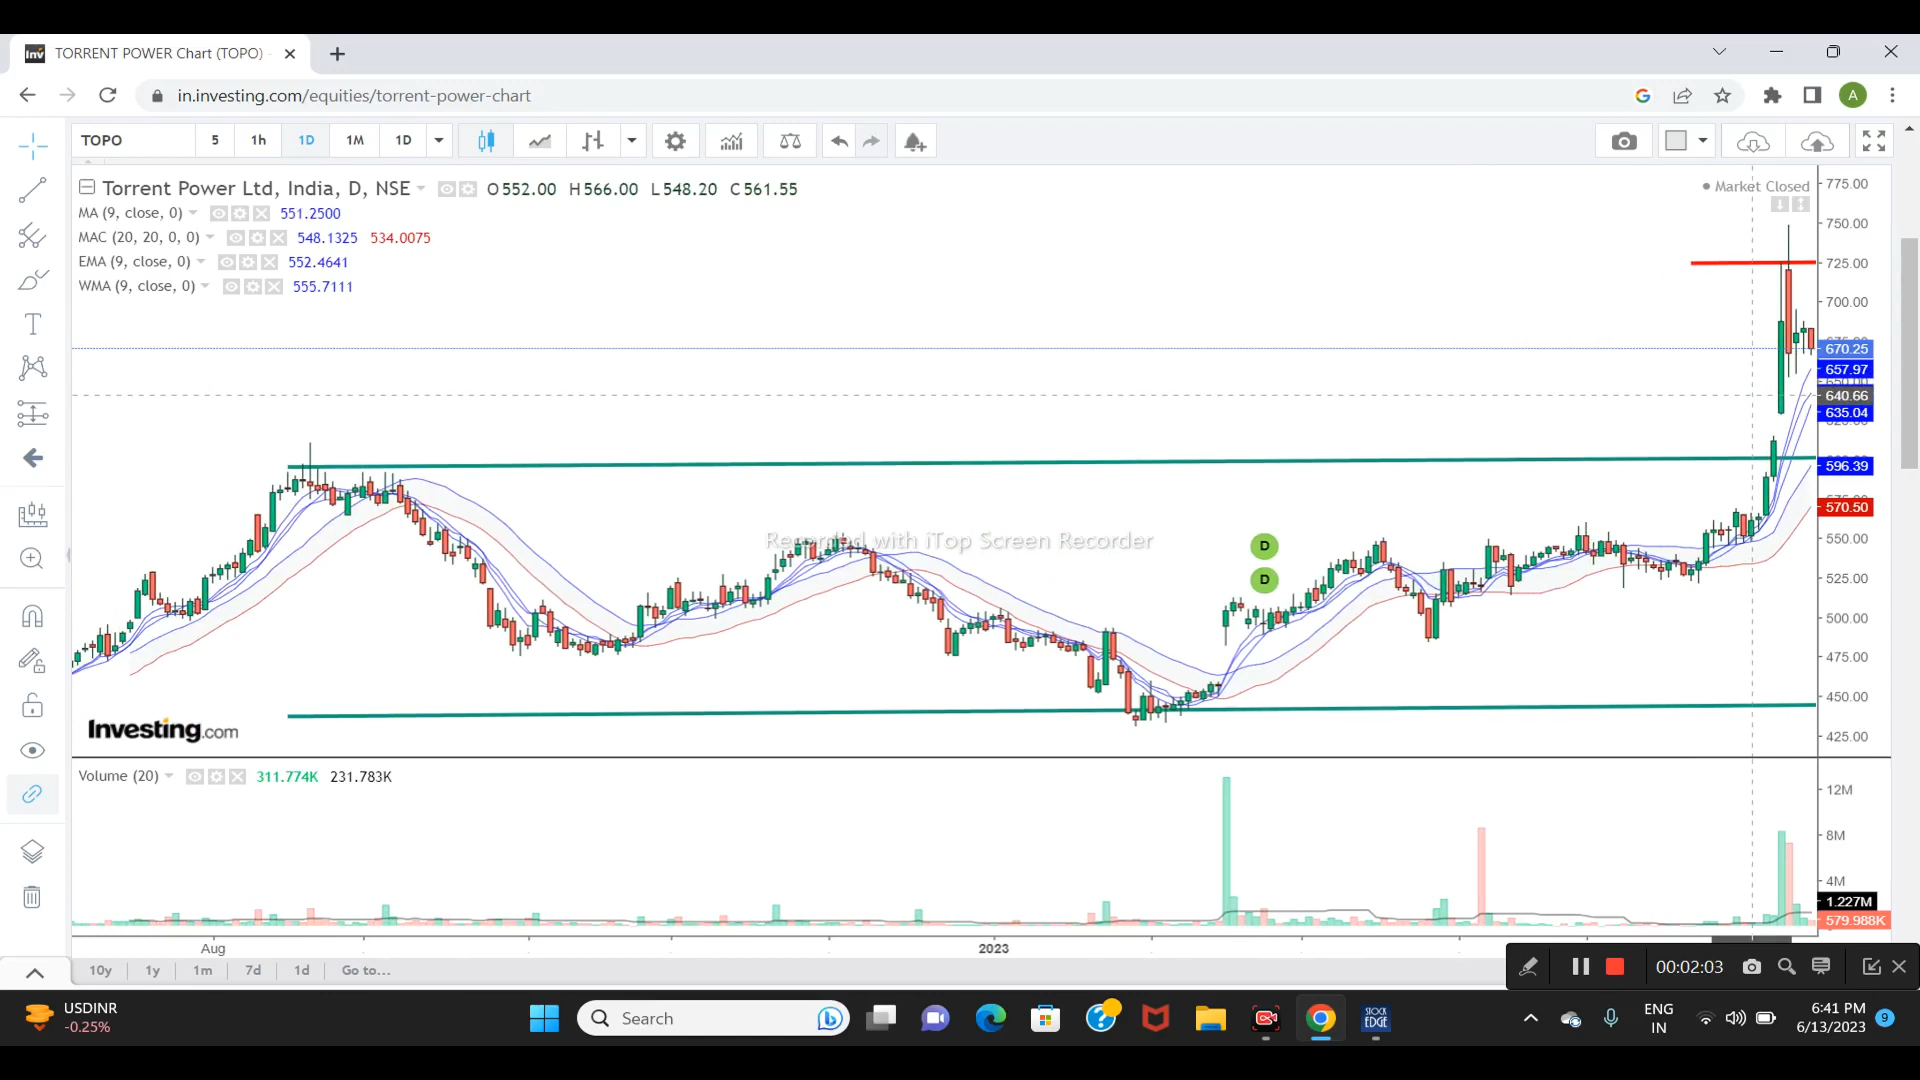 TORRENT POWER Chart (TOPO)
in.investing.com/equities/torrent-power-chart
A
TOPO 5 1h 1D 1M 1D
Torrent Power Ltd, India, D, NSE O 552.00 H 566.00 L 548.20 C 561.55
Market Closed
MA (9, close, 0) 551.2500
MAC (20, 20, 0, 0) 548.1325 534.0075
EMA (9, close, 0) 552.4641
WMA (9, close, 0) 555.7111
775.00
750.00
725.00
700.00
670.25
657.97
640.66
635.04
596.39
570.50
550.00
525.00
500.00
475.00
450.00
425.00
Recorded with iTop Screen Recorder
D
D
Investing.com
Volume (20) 311.774K 231.783K
12M
8M
4M
1.227M
579.988K
Aug 2023
10y 1y 1m 7d 1d Go to...
00:02:03
USDINR
-0.25%
Search
STOCK
EDGE
ENG
IN
6:41 PM
6/13/2023
9